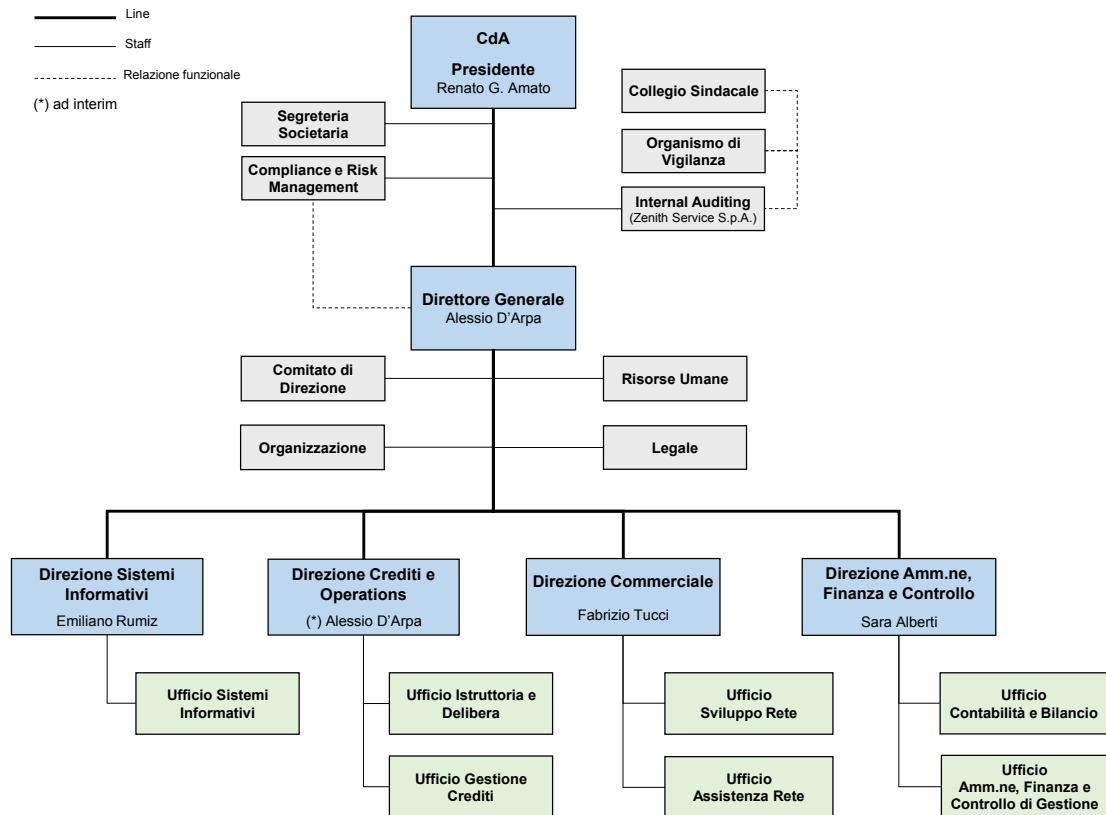 Line
Staff
Relazione funzionale
(*) ad interim
CdA
Presidente
Renato G. Amato
Segreteria
Societaria
Compliance e Risk
Management
Collegio Sindacale
Organismo di
Vigilanza
Internal Auditing
(Zenith Service S.p.A.)
Direttore Generale
Alessio D'Arpa
Comitato di
Direzione
Risorse Umane
Organizzazione
Legale
Direzione Sistemi
Informativi
Emiliano Rumiz
Direzione Crediti e
Operations
(*) Alessio D'Arpa
Direzione Commerciale
Fabrizio Tucci
Direzione Amm.ne,
Finanza e Controllo
Sara Alberti
Ufficio Sistemi
Informativi
Ufficio Istruttoria e
Delibera
Ufficio
Sviluppo Rete
Ufficio
Contabilità e Bilancio
Ufficio Gestione
Crediti
Ufficio
Assistenza Rete
Ufficio
Amm.ne, Finanza e
Controllo di Gestione